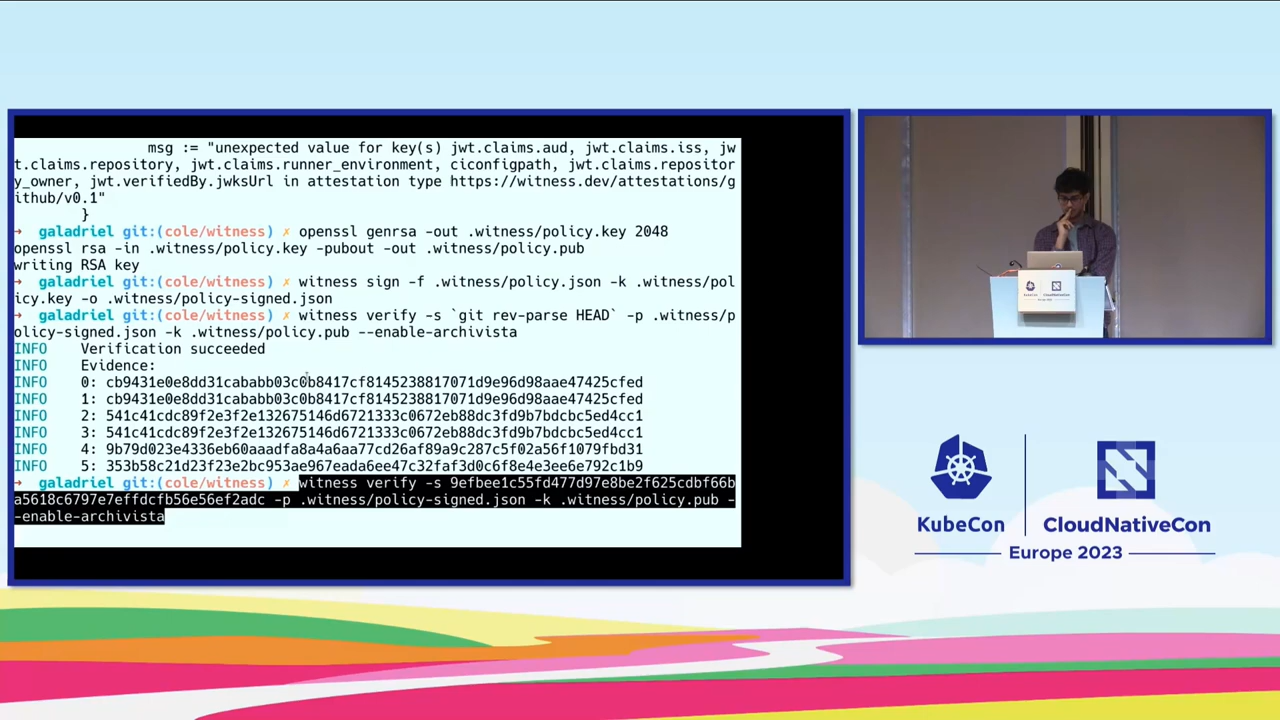 msg := "unexpected value for key(s) jwt.claims.aud, jwt.claims.iss, jw
t.claims.repository, jwt.claims.runner_environment, ciconfigpath, jwt.claims.repositor
y_owner, jwt.verifiedBy.jwksUrl in attestation type https://witness.dev/attestations/g
ithub/v0.1"
}
→ galadriel git:(cole/witness) ✗ openssl genrsa -out .witness/policy.key 2048
openssl rsa -in .witness/policy.key -pubout -out .witness/policy.pub
writing RSA key
→ galadriel git:(cole/witness) ✗ witness sign -f .witness/policy.json -k .witness/pol
icy.key -o .witness/policy-signed.json
→ galadriel git:(cole/witness) ✗ witness verify -s `git rev-parse HEAD` -p .witness/p
olicy-signed.json -k .witness/policy.pub --enable-archivista
INFO Verification succeeded
INFO Evidence:
INFO 0: cb9431e0e8dd31cababb03c0b8417cf8145238817071d9e96d98aae47425cfed
INFO 1: cb9431e0e8dd31cababb03c0b8417cf8145238817071d9e96d98aae47425cfed
INFO 2: 541c41cdc89f2e3f2e132675146d6721333c0672eb88dc3fd9b7bdcbc5ed4cc1
INFO 3: 541c41cdc89f2e3f2e132675146d6721333c0672eb88dc3fd9b7bdcbc5ed4cc1
INFO 4: 9b79d023e4336eb60aaadfa8a4a6aa77cd26af89a9c287c5f02a56f1079fbd31
INFO 5: 353b58c21d23f23e2bc953ae967eada6ee47c32faf3d0c6f8e4e3ee6e792c1b9
→ galadriel git:(cole/witness) ✗ witness verify -s 9efbee1c55fd477d97e8be2f625cdbf66b
a5618c6797e7effdcfb56e56ef2adc -p .witness/policy-signed.json -k .witness/policy.pub -
-enable-archivista
KubeCon
CloudNativeCon
Europe 2023